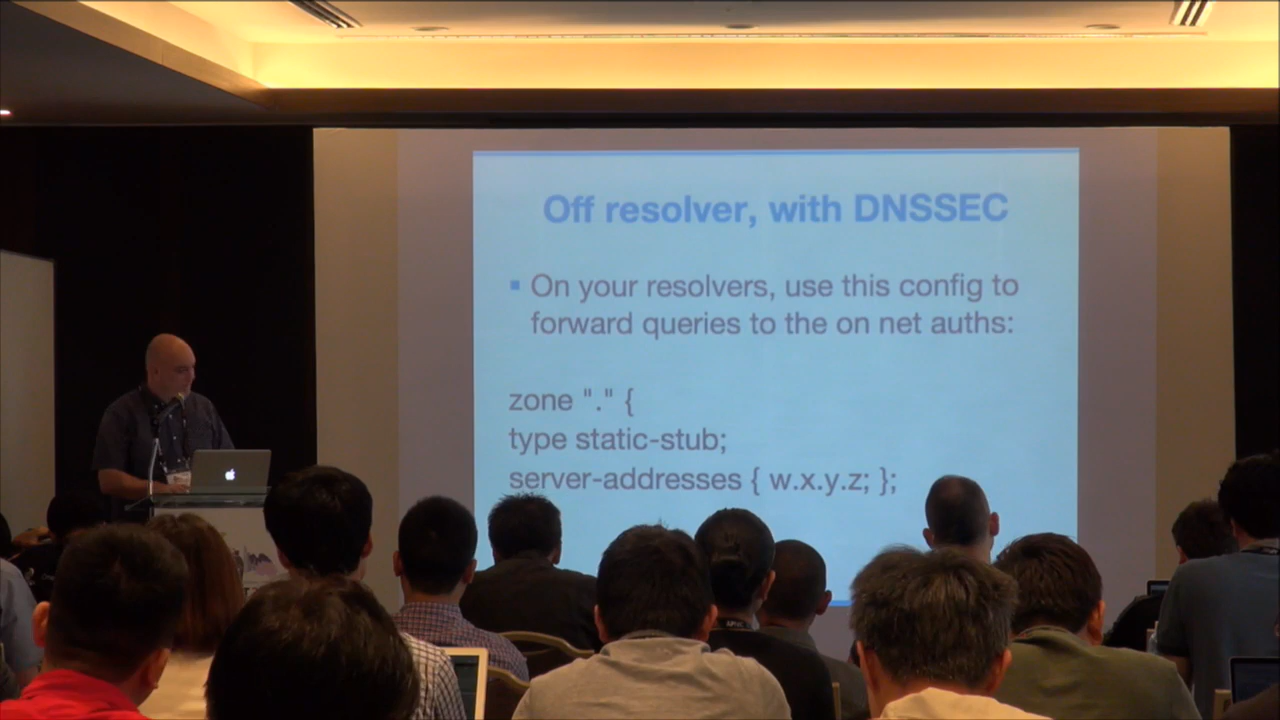 Off resolver, with DNSSEC
▪ On your resolvers, use this config to
forward queries to the on net auths:
zone "." {
type static-stub;
server-addresses { w.x.y.z; };